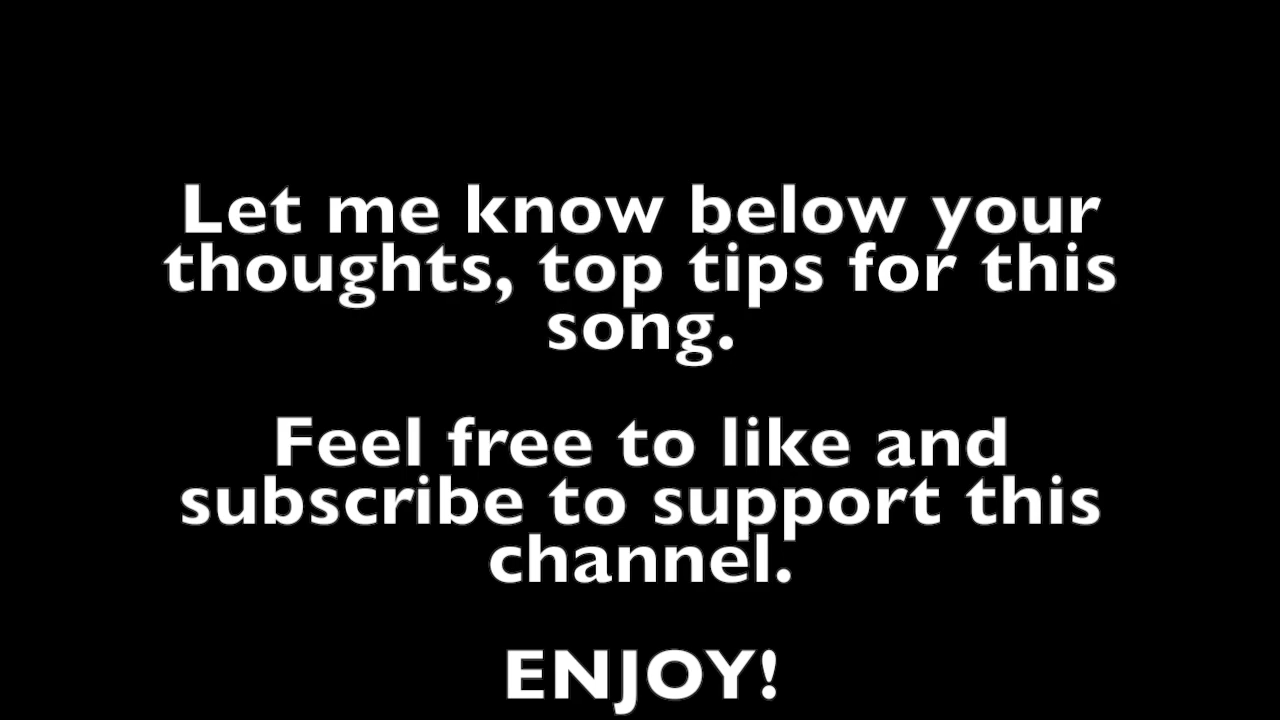 Let me know below your
thoughts, top tips for this
song.
Feel free to like and
subscribe to support this
channel.
ENJOY!